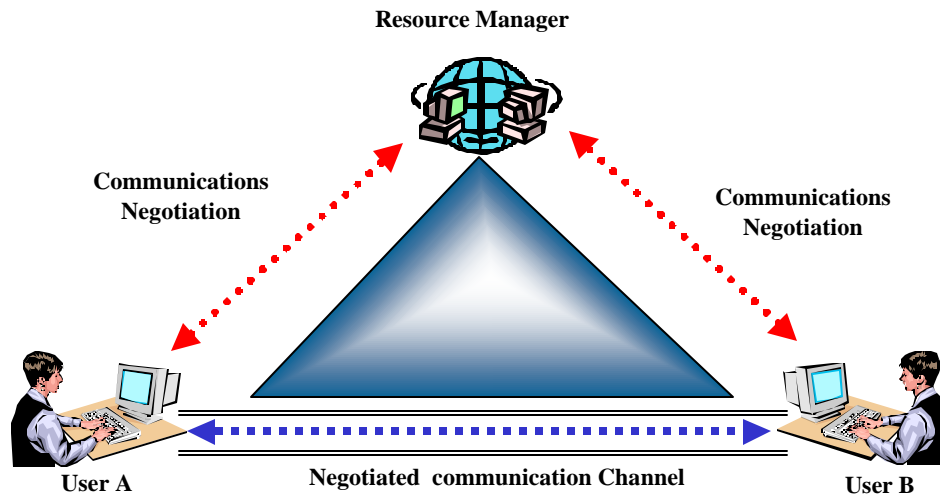 Resource Manager
Communications
Negotiation
Communications
Negotiation
User A
Negotiated communication Channel
User B